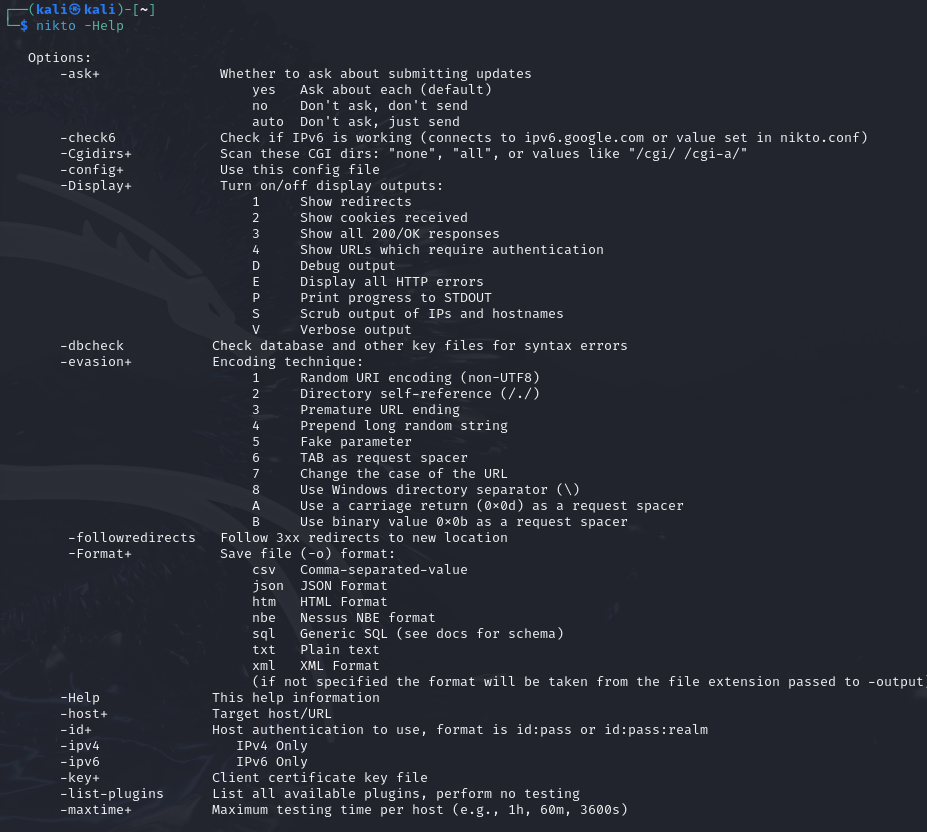 ┌──(kali㉿kali)-[~]
└─$ nikto -Help

   Options:
       -ask+               Whether to ask about submitting updates
                               yes   Ask about each (default)
                               no    Don't ask, don't send
                               auto  Don't ask, just send
       -check6             Check if IPv6 is working (connects to ipv6.google.com or value set in nikto.conf)
       -Cgidirs+           Scan these CGI dirs: "none", "all", or values like "/cgi/ /cgi-a/"
       -config+            Use this config file
       -Display+           Turn on/off display outputs:
                               1     Show redirects
                               2     Show cookies received
                               3     Show all 200/OK responses
                               4     Show URLs which require authentication
                               D     Debug output
                               E     Display all HTTP errors
                               P     Print progress to STDOUT
                               S     Scrub output of IPs and hostnames
                               V     Verbose output
       -dbcheck           Check database and other key files for syntax errors
       -evasion+          Encoding technique:
                               1     Random URI encoding (non-UTF8)
                               2     Directory self-reference (/./)
                               3     Premature URL ending
                               4     Prepend long random string
                               5     Fake parameter
                               6     TAB as request spacer
                               7     Change the case of the URL
                               8     Use Windows directory separator (\)
                               A     Use a carriage return (0x0d) as a request spacer
                               B     Use binary value 0x0b as a request spacer
        -followredirects   Follow 3xx redirects to new location
        -Format+           Save file (-o) format:
                               csv   Comma-separated-value
                               json  JSON Format
                               htm   HTML Format
                               nbe   Nessus NBE format
                               sql   Generic SQL (see docs for schema)
                               txt   Plain text
                               xml   XML Format
                               (if not specified the format will be taken from the file extension passed to -output)
       -Help              This help information
       -host+             Target host/URL
       -id+               Host authentication to use, format is id:pass or id:pass:realm
       -ipv4                 IPv4 Only
       -ipv6                 IPv6 Only
       -key+              Client certificate key file
       -list-plugins      List all available plugins, perform no testing
       -maxtime+          Maximum testing time per host (e.g., 1h, 60m, 3600s)